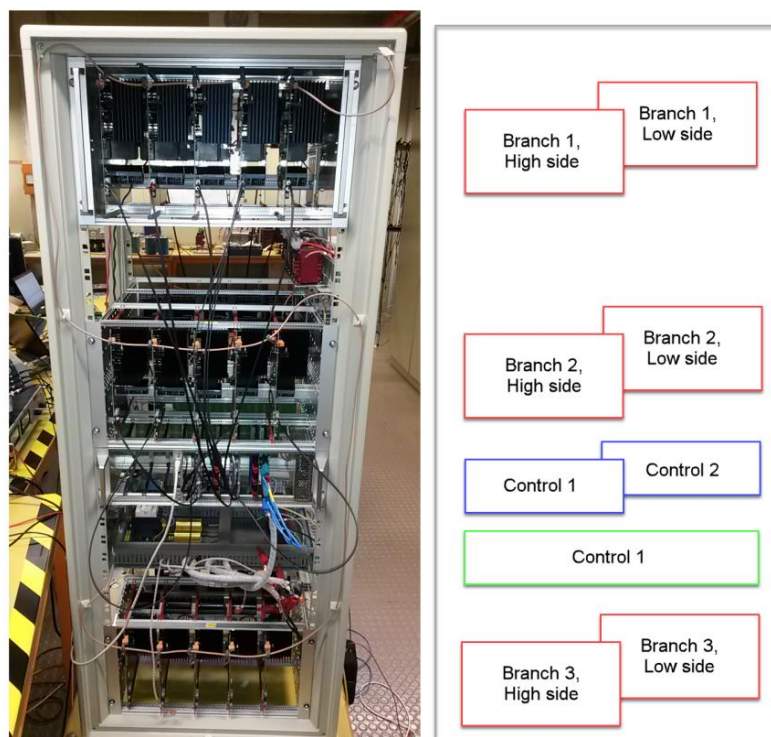 Branch 1,
Low side
Branch 1,
High side
Branch 2,
Low side
Branch 2,
High side
Control 2
Control 1
Control 1
Branch 3,
Low side
Branch 3,
High side